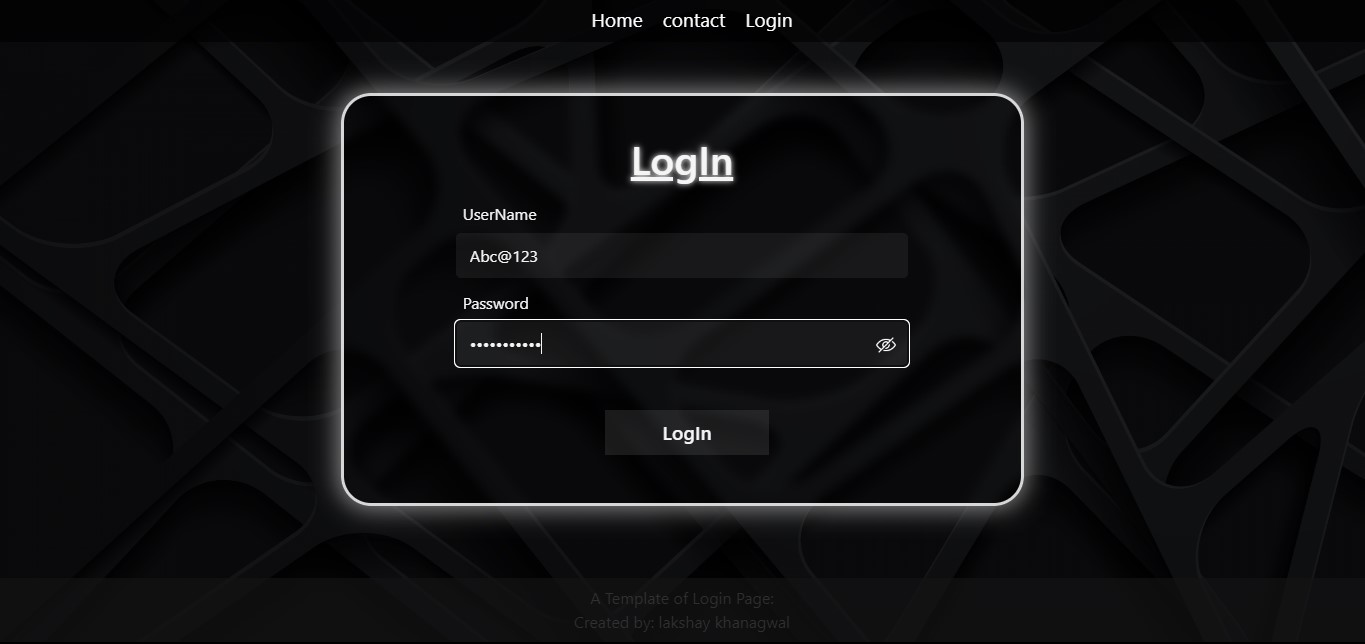 Home contact Login
LogIn
UserName
Abc@123
Password
•••••••••••
LogIn
A Template of Login Page:
Created by: lakshay khanagwal